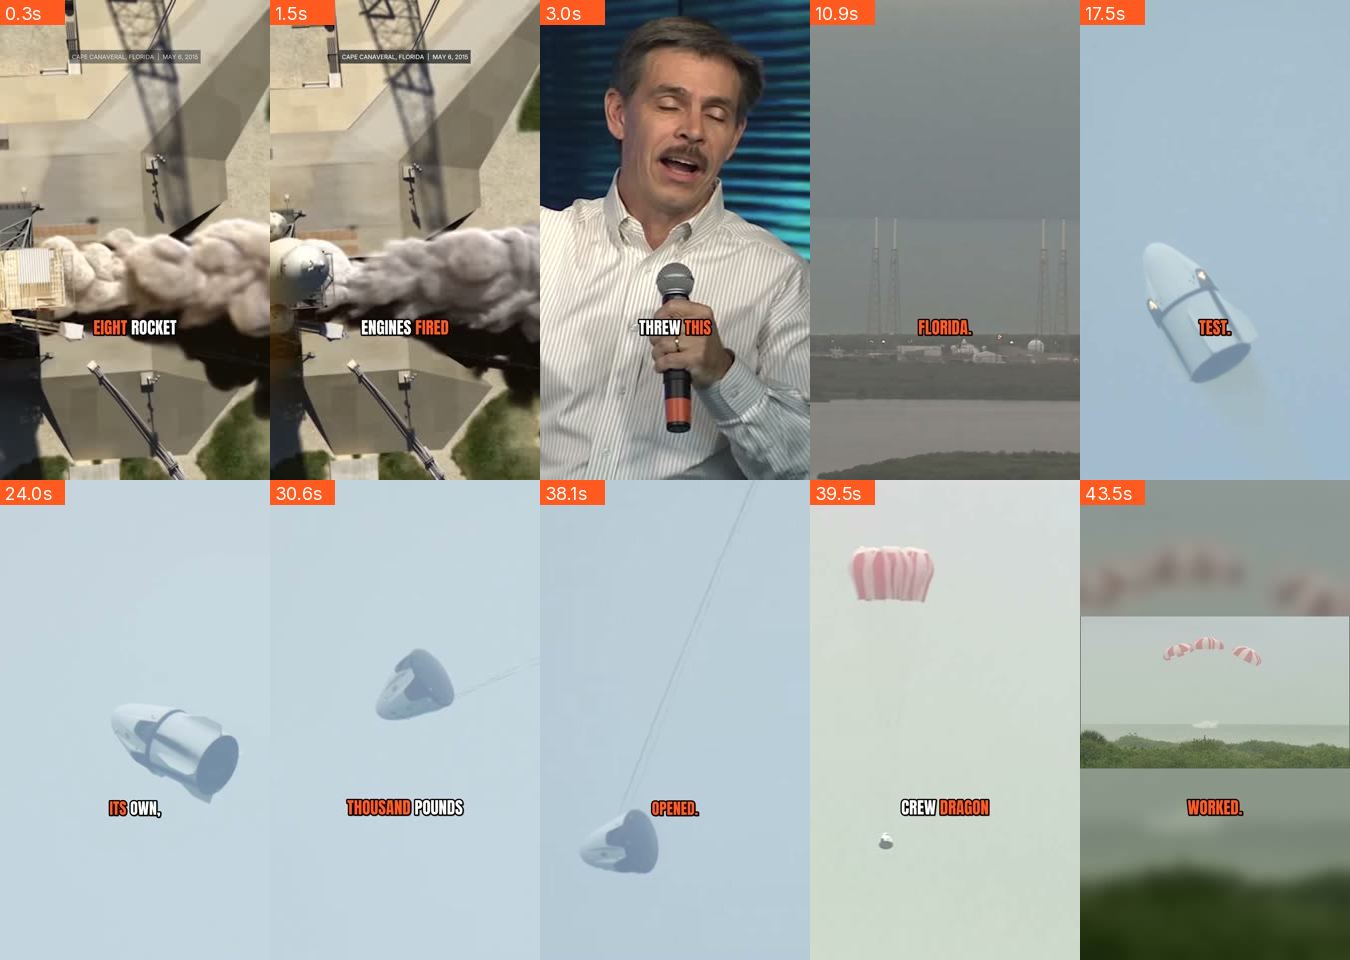 0.3s
CAPE CANAVERAL, FLORIDA | MAY 6, 2015
EIGHT ROCKET
1.5s
CAPE CANAVERAL, FLORIDA | MAY 6, 2015
ENGINES FIRED
3.0s
THREW THIS
10.9s
FLORIDA.
17.5s
TEST.
24.0s
ITS OWN,
30.6s
THOUSAND POUNDS
38.1s
OPENED.
39.5s
CREW DRAGON
43.5s
WORKED.